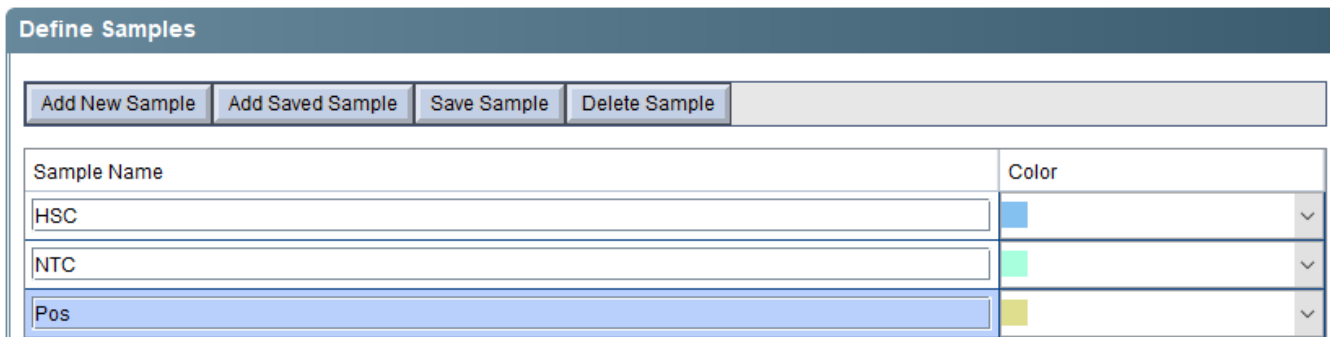 Define Samples
Add New Sample Add Saved Sample Save Sample Delete Sample
Sample Name Color
HSC
NTC
Pos